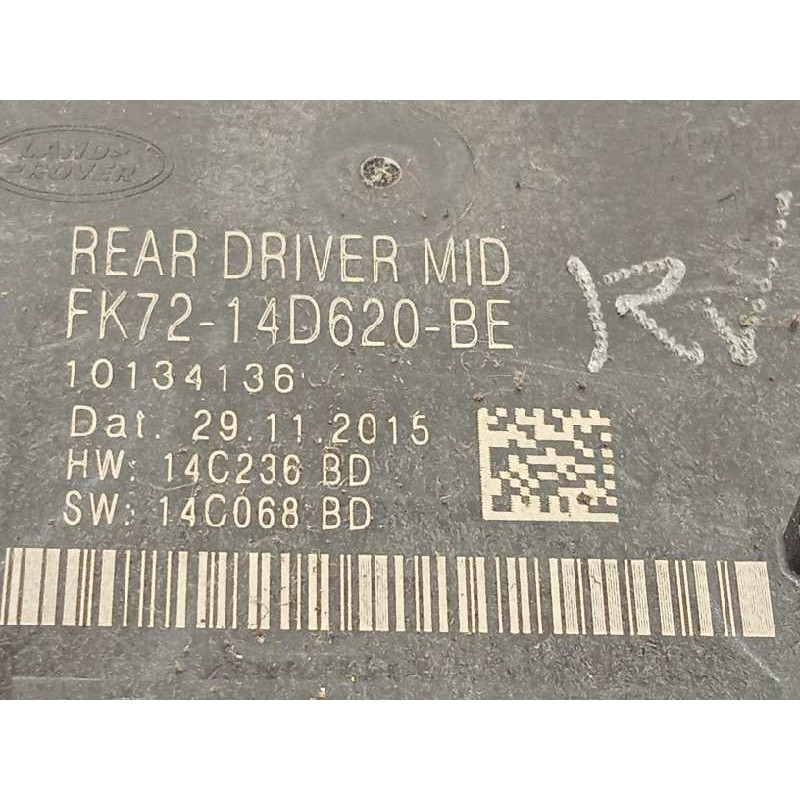 LAND
ROVER
REAR DRIVER MID
FK72-14D620-BE
10134136
Dat. 29.11.2015
HW: 14C236 BD
SW: 14C068 BD